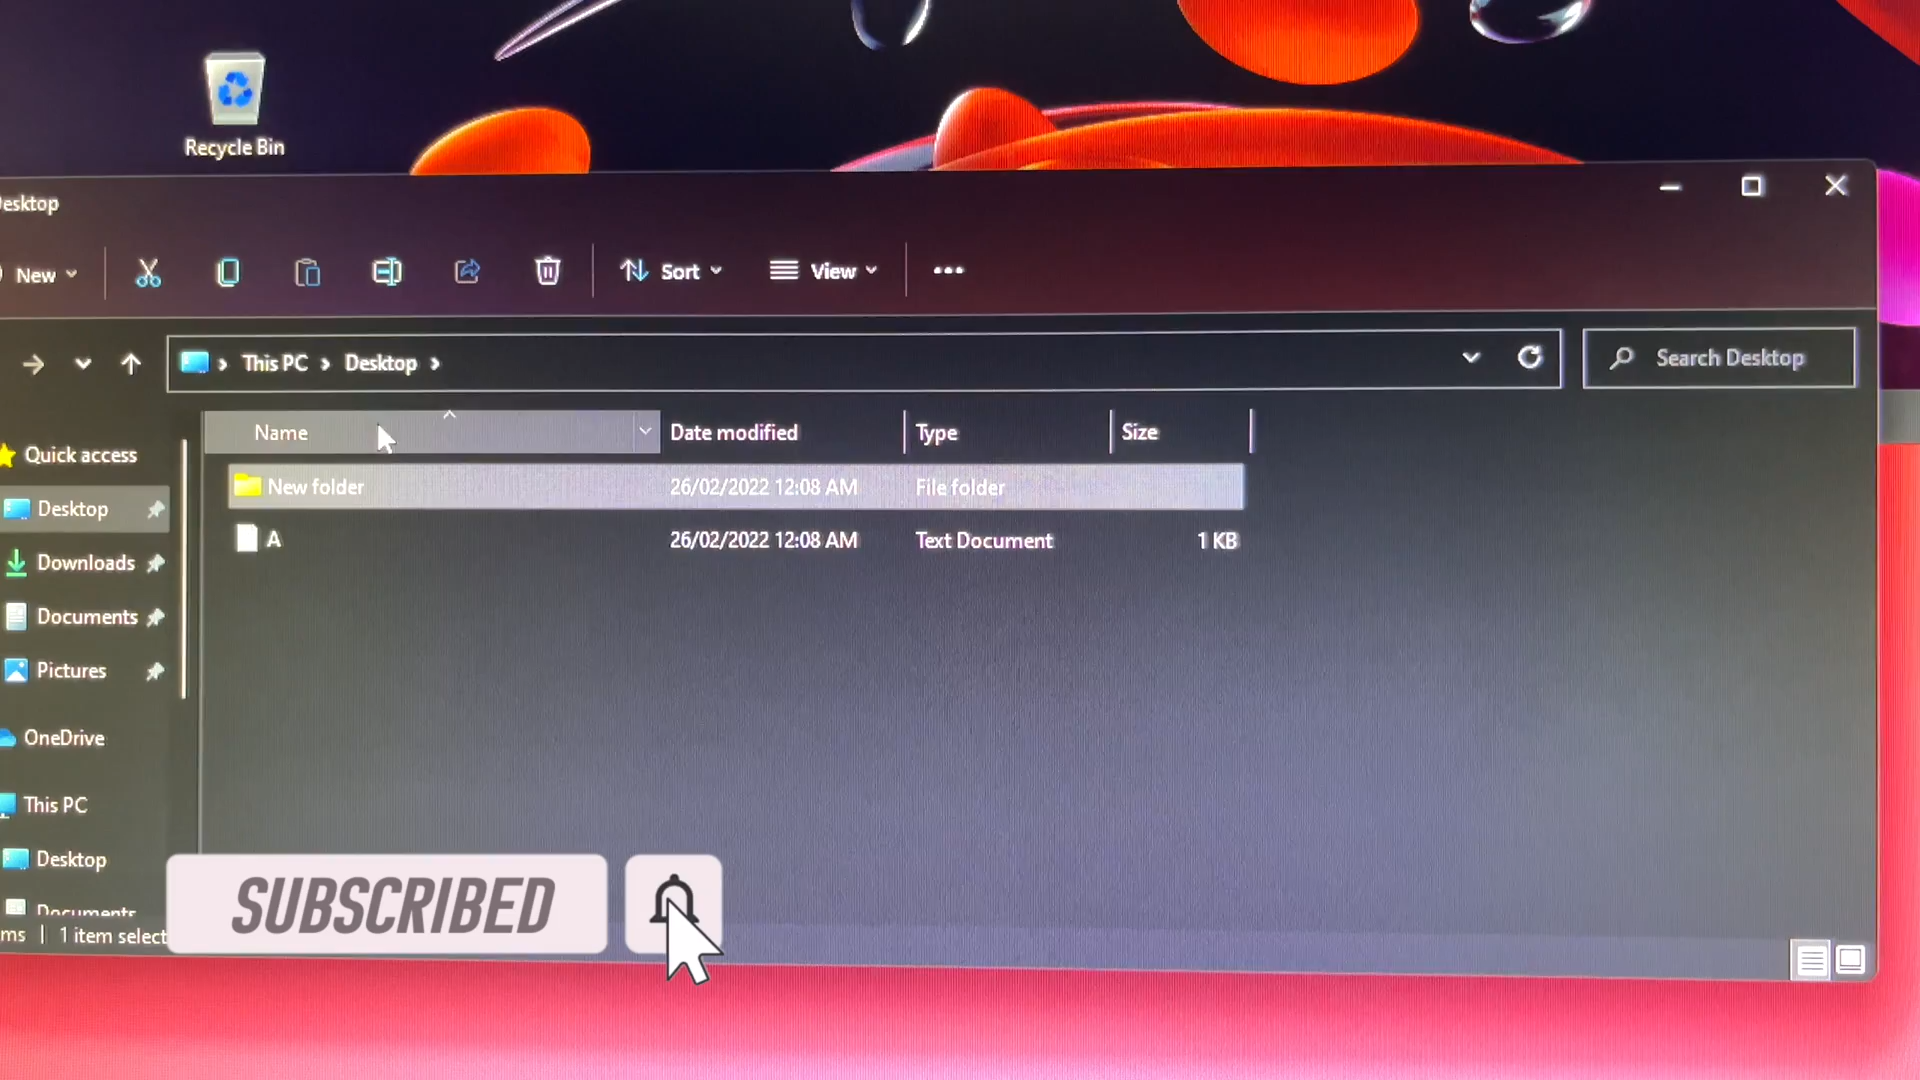 Recycle Bin
esktop
New
Sort
View
This PC
Desktop
Search Desktop
Name
Date modified
Type
Size
Quick access
New folder
26/02/2022 12:08 AM
File folder
Desktop
A
26/02/2022 12:08 AM
Text Document
1 KB
Downloads
Documents
Pictures
OneDrive
This PC
Desktop
Documents
ms
1 item select
SUBSCRIBED